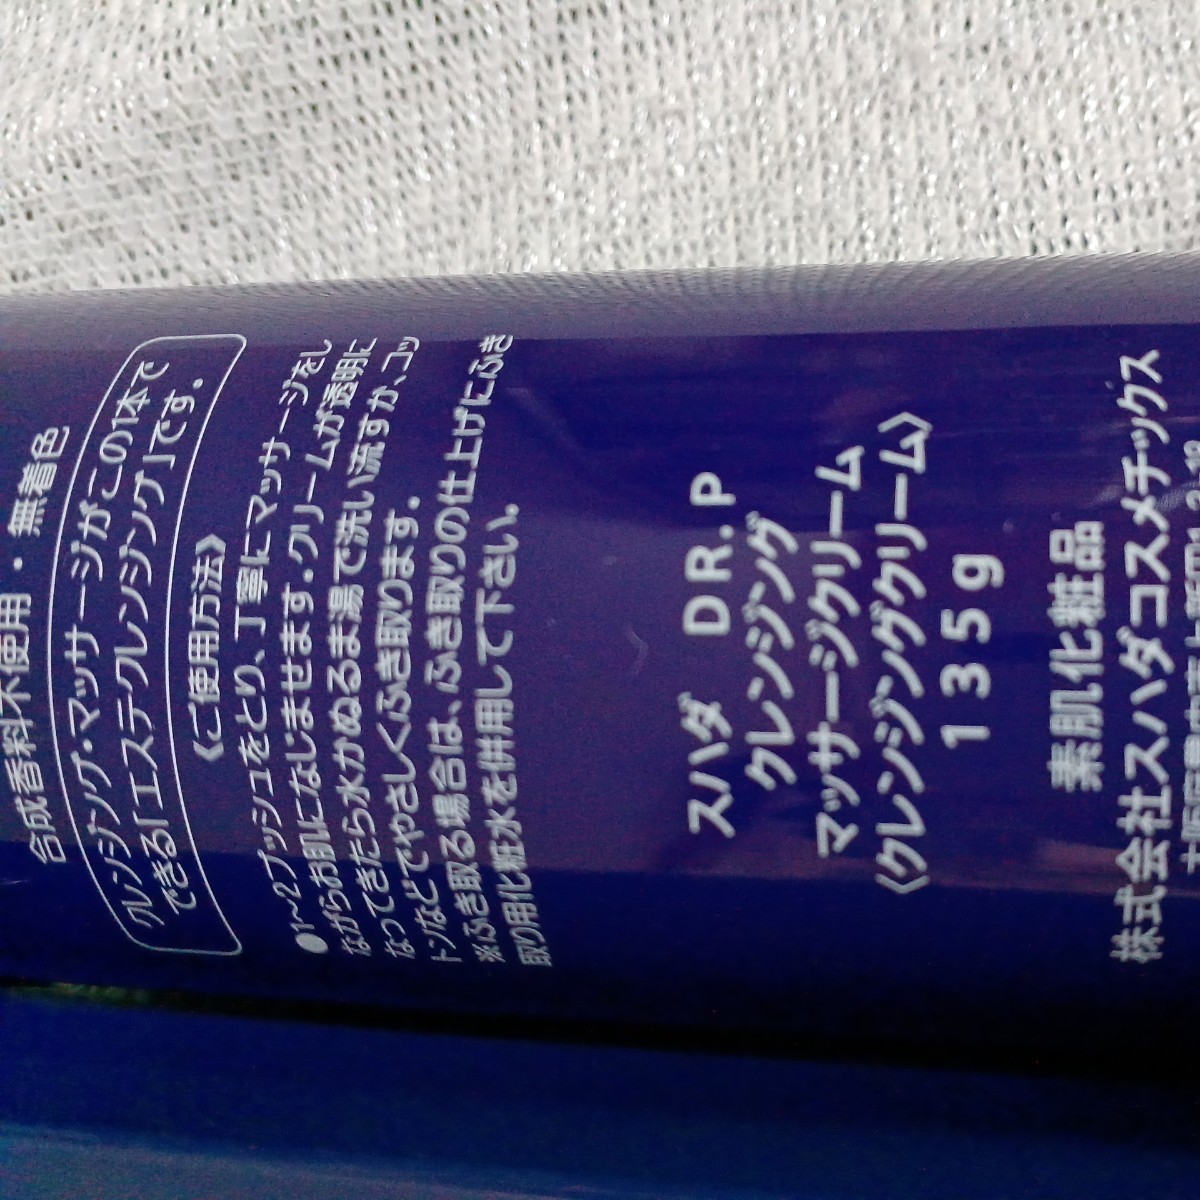 合成香料不使用・無着色
クレンジング・マッサージがこの1本で
できる「エステクレンジング」です。
《ご使用方法》
●1〜2プッシュをとり、丁寧にマッサージをし
ながらお肌になじませます。クリームが透明に
なってきたら水かぬるま湯で洗い流すか、コッ
トンなどでやさしくふき取ります。
※ふき取る場合は、ふき取りの仕上げにふき
取り用化粧水を併用して下さい。
スハダ DR.P
クレンジング
マッサージクリーム
〈クレンジングクリーム〉
135g
素肌化粧品
株式会社スハダコスメチックス